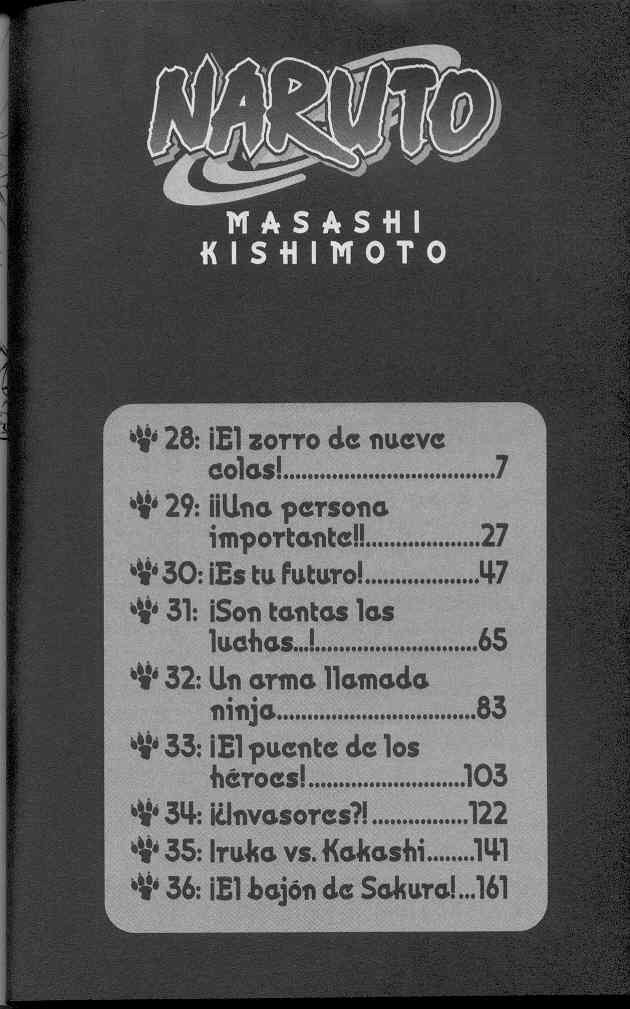 NARUTO
MASASHI
KISHIMOTO
28: ¡El zorro de nueve
colas!....................................7
29: ¡¡Una persona
importante!!...................27
30: ¡Es tu futuro!...................47
31: ¡Son tantas las
luchas...!...........................65
32: Un arma llamada
ninja.................................83
33: ¡El puente de los
héroes!..........................103
34: ¡¿Invasores?!................122
35: Iruka vs. Kakashi........141
36: ¡El bajón de Sakura!...161